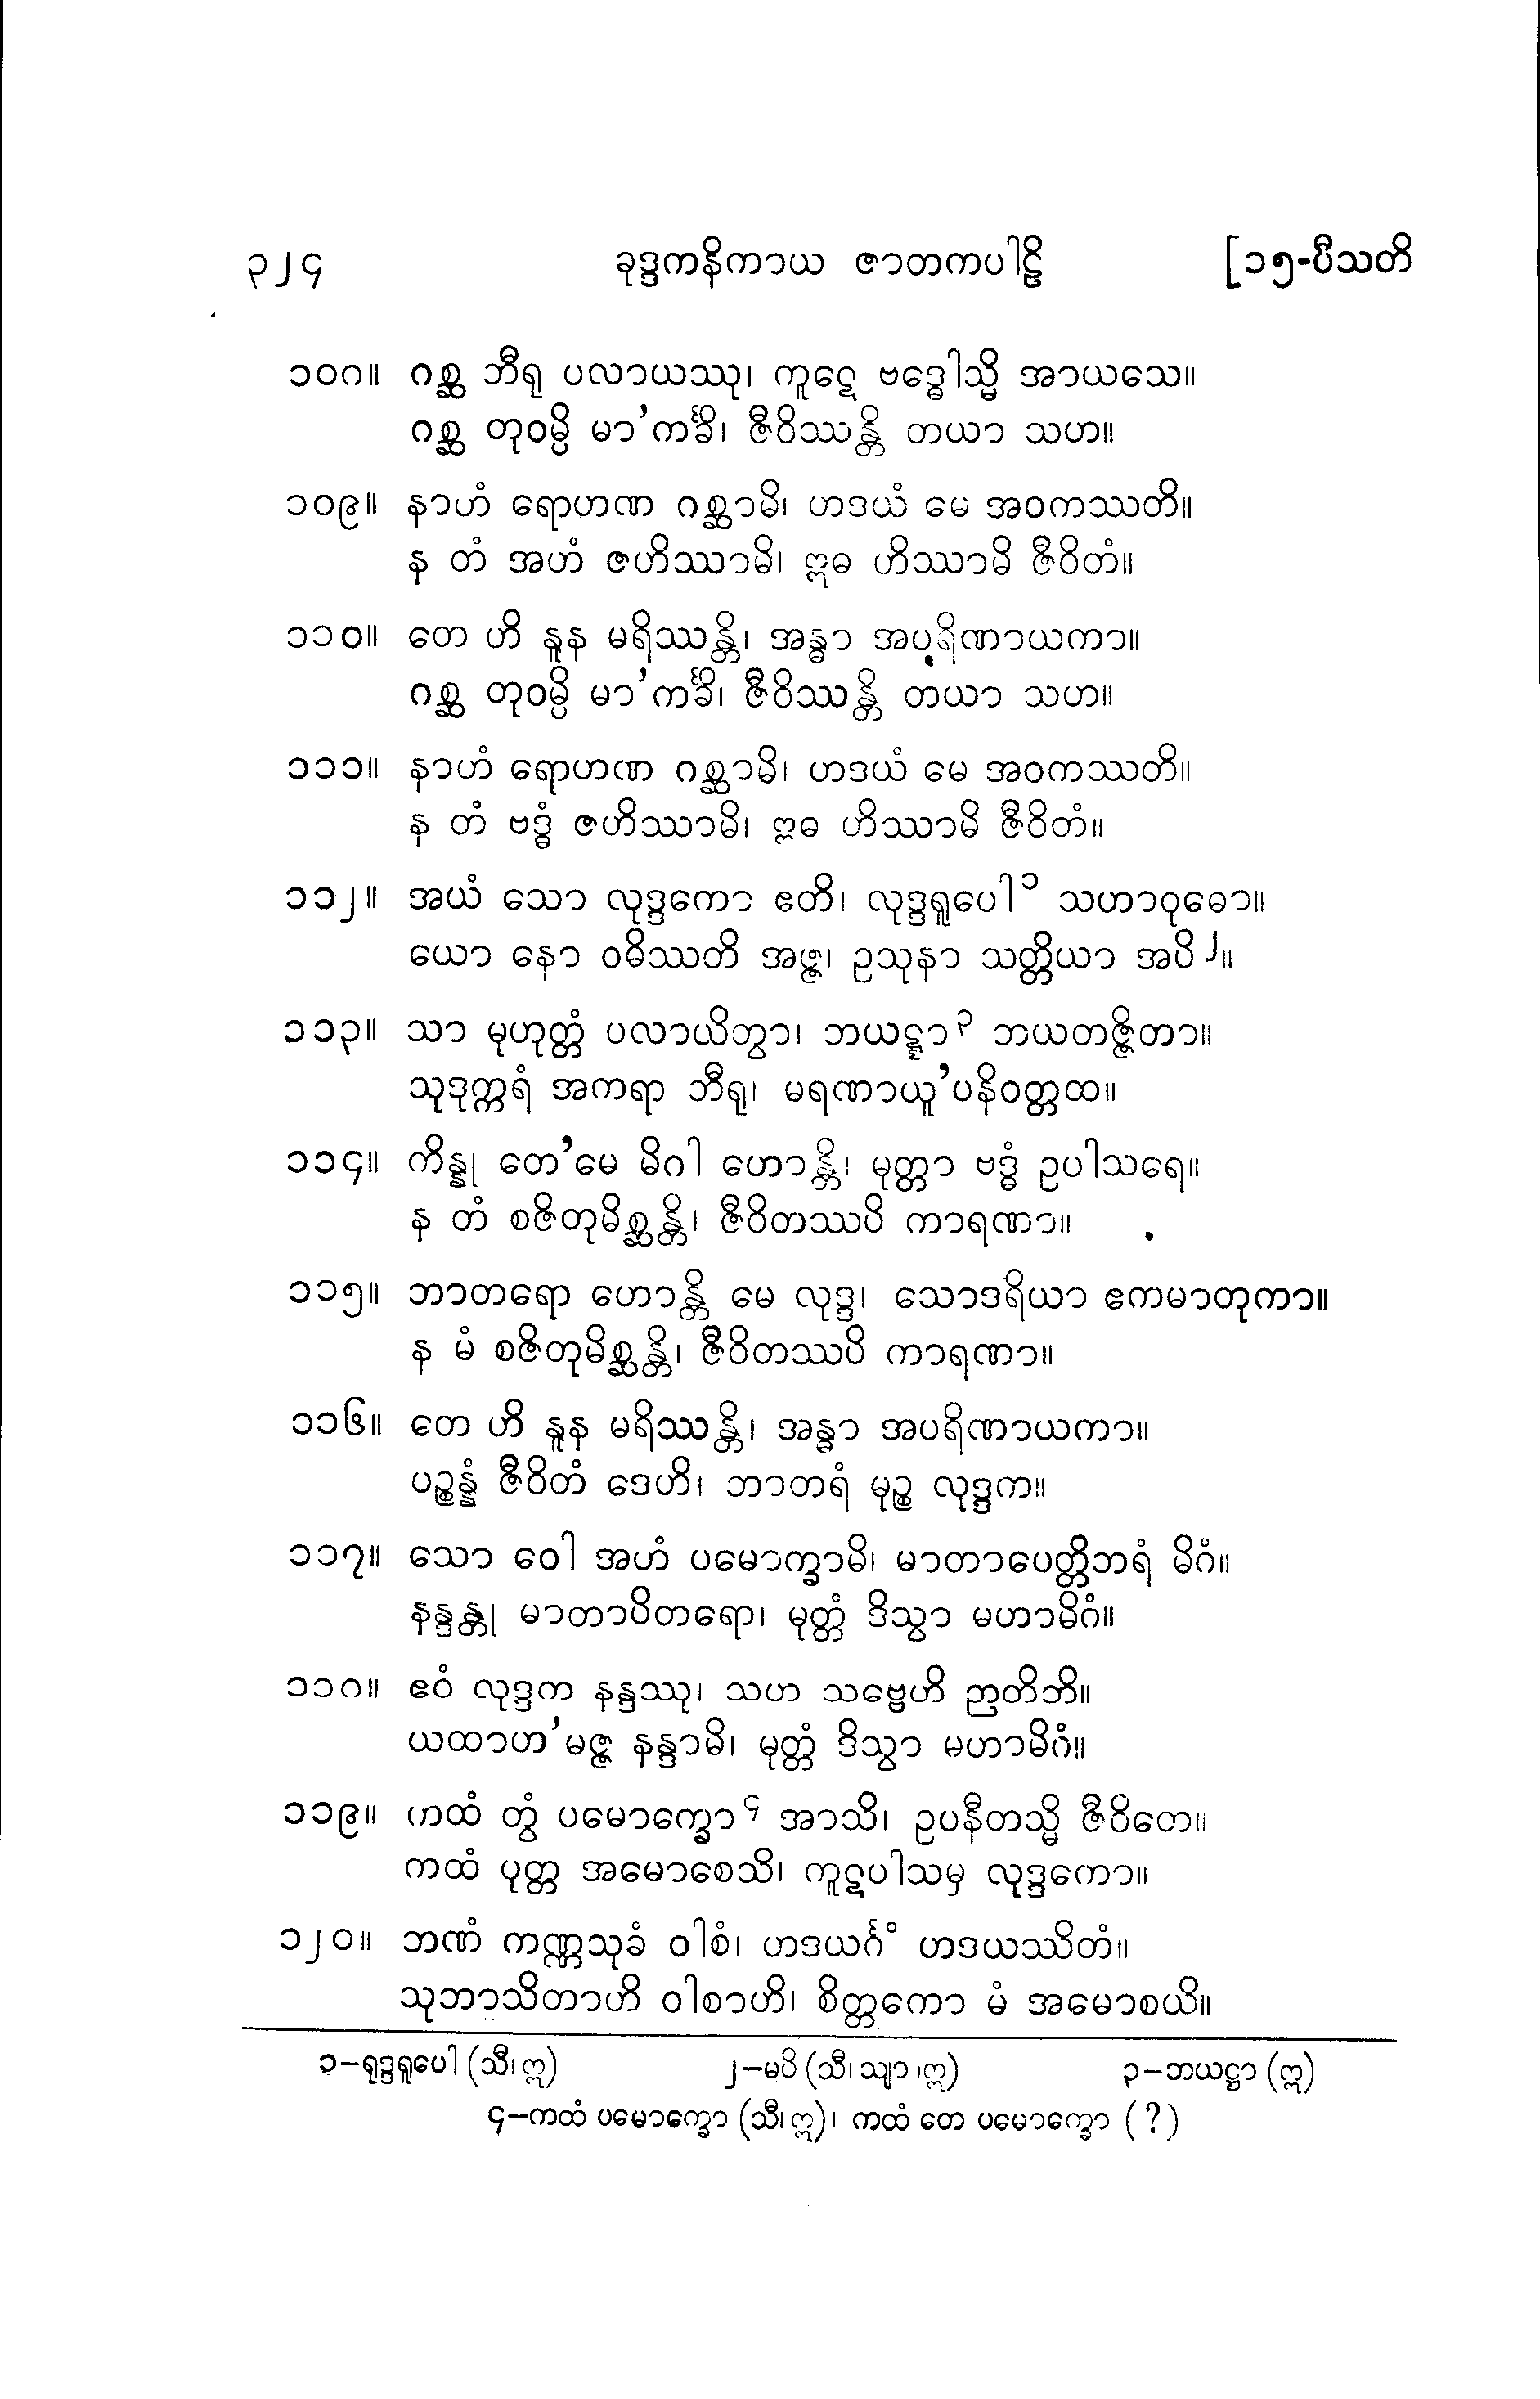 ၃၂၄ ခုဒ္ဒကနိကာယ ဇာတကပါဠိ [၁၅-ဝီသတိ
၁၀၈။ ဂစ္ဆ ဘီရု ပလာယဿု၊ ကူဋေ ဗဒ္ဓေါသ္မိ အာယသေ။
ဂစ္ဆ တုဝမ္ပိ မာ’ကင်္ခိ၊ ဇီဝိဿန္တိ တယာ သဟ။
၁၀၉။ နာဟံ ရောဟဏ ဂစ္ဆာမိ၊ ဟဒယံ မေ အဝကဿတိ။
န တံ အဟံ ဇဟိဿာမိ၊ ဣဓ ဟိဿာမိ ဇီဝိတံ။
၁၁၀။ တေ ဟိ နူန မရိဿန္တိ၊ အန္ဓာ အပရိဏာယကာ။
ဂစ္ဆ တုဝမ္ပိ မာ’ကင်္ခိ၊ ဇီဝိဿန္တိ တယာ သဟ။
၁၁၁။ နာဟံ ရောဟဏ ဂစ္ဆာမိ၊ ဟဒယံ မေ အဝကဿတိ။
န တံ ဗဒ္ဓံ ဇဟိဿာမိ၊ ဣဓ ဟိဿာမိ ဇီဝိတံ။
၁၁၂။ အယံ သော လုဒ္ဒကော ဧတိ၊ လုဒ္ဒရူပေါ ၁ သဟာဝုဓော။
ယော နော ဝဓိဿတိ အဇ္ဇ၊ ဥသုနာ သတ္တိယာ အပိ ၂။
၁၁၃။ သာ မုဟုတ္တံ ပလာယိတွာ၊ ဘယဋ္ဋာ ၃ ဘယတဇ္ဇိတာ။
သုဒုက္ကရံ အကရာ ဘီရု၊ မရဏာယူ’ပနိဝတ္တထ။
၁၁၄။ ကိန္နု တေ’မေ မိဂါ ဟောန္တိ၊ မုတ္တာ ဗဒ္ဓံ ဥပါသရေ။
န တံ စဇိတုမိစ္ဆန္တိ၊ ဇီဝိတဿပိ ကာရဏာ။
၁၁၅။ ဘာတရော ဟောန္တိ မေ လုဒ္ဒ၊ သောဒရိယာ ဧကမာတုကာ။
န မံ စဇိတုမိစ္ဆန္တိ၊ ဇီဝိတဿပိ ကာရဏာ။
၁၁၆။ တေ ဟိ နူန မရိဿန္တိ၊ အန္ဓာ အပရိဏာယကာ။
ပဉ္စန္နံ ဇီဝိတံ ဒေဟိ၊ ဘာတရံ မုဉ္စ လုဒ္ဒက။
၁၁၇။ သော ဝေါ အဟံ ပမောက္ခာမိ၊ မာတာပေတ္တိဘရံ မိဂံ။
နန္ဒန္တု မာတာပိတရော၊ မုတ္တံ ဒိသွာ မဟာမိဂံ။
၁၁၈။ ဧဝံ လုဒ္ဒက နန္ဒဿု၊ သဟ သဗ္ဗေဟိ ဉာတိဘိ။
ယထာဟ’မဇ္ဇ နန္ဒာမိ၊ မုတ္တံ ဒိသွာ မဟာမိဂံ။
၁၁၉။ ကထံ တွံ ပမောက္ခော ၄ အာသိ၊ ဥပနီတသ္မိ ဇီဝိတေ။
ကထံ ပုတ္တ အမောစေသိ၊ ကူဋပါသမှ လုဒ္ဒကော။
၁၂၀။ ဘဏံ ကဏ္ဏသုခံ ဝါစံ၊ ဟဒယင်္ဂံ ဟဒယဿိတံ။
သုဘာသိတာဟိ ဝါစာဟိ၊ စိတ္တကော မံ အမောစယိ။
၁−ရုဒ္ဒရူပေါ (သီ၊ ဣ) ၂−မပိ (သီ၊ သျာ ၊ဣ) ၃−ဘယဋ္ဌာ (ဣ)
၄−ကထံ ပမောက္ခော (သီ၊ ဣ)၊ ကထံ တေ ပမောက္ခော (?)